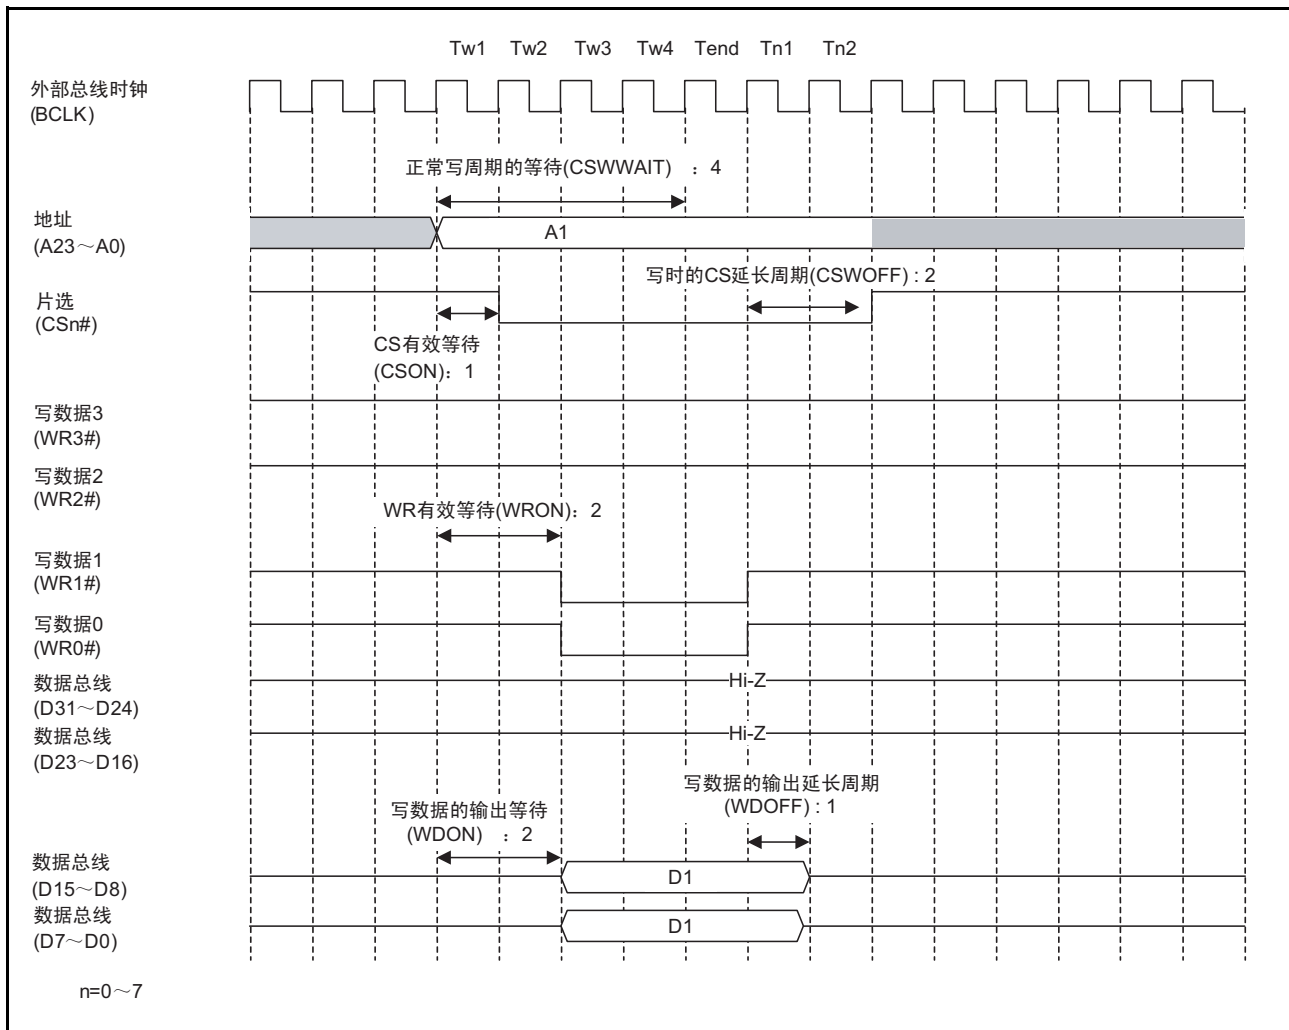 Tw1 Tw2 Tw3 Tw4 Tend Tn1 Tn2
外部总线时钟
(BCLK)
正常写周期的等待(CSWWAIT) ：4
地址
(A23～A0)
A1
写时的CS延长周期(CSWOFF) : 2
片选
(CSn#)
CS有效等待
(CSON)：1
写数据3
(WR3#)
写数据2
(WR2#)
WR有效等待(WRON)：2
写数据1
(WR1#)
写数据0
(WR0#)
数据总线
(D31～D24)
Hi-Z
数据总线
(D23～D16)
Hi-Z
写数据的输出延长周期
(WDOFF) : 1
写数据的输出等待
(WDON) ：2
数据总线
(D15～D8)
D1
数据总线
(D7～D0)
D1
n=0～7